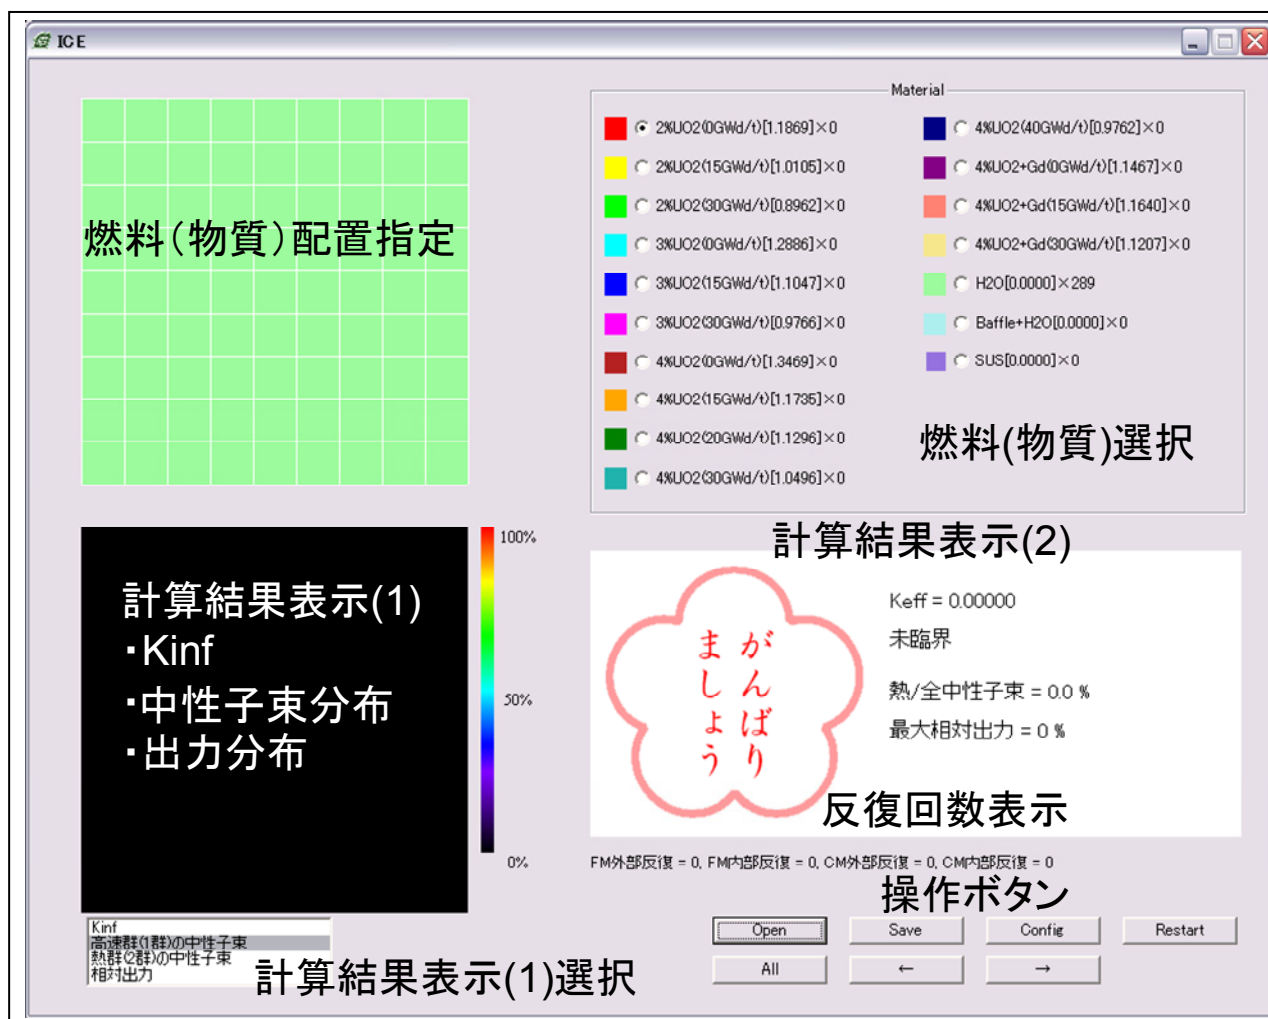 ICE
燃料(物質)配置指定
Material
2%UO2(0GWd/t)[1.1869]×0
2%UO2(15GWd/t)[1.0105]×0
2%UO2(30GWd/t)[0.8962]×0
3%UO2(0GWd/t)[1.2886]×0
3%UO2(15GWd/t)[1.1047]×0
3%UO2(30GWd/t)[0.9766]×0
4%UO2(0GWd/t)[1.3469]×0
4%UO2(15GWd/t)[1.1735]×0
4%UO2(20GWd/t)[1.1296]×0
4%UO2(30GWd/t)[1.0496]×0
4%UO2(40GWd/t)[0.9762]×0
4%UO2+Gd(0GWd/t)[1.1467]×0
4%UO2+Gd(15GWd/t)[1.1640]×0
4%UO2+Gd(30GWd/t)[1.1207]×0
H2O[0.0000]×289
Baffle+H2O[0.0000]×0
SUS[0.0000]×0
燃料(物質)選択
計算結果表示(1)
・Kinf
・中性子束分布
・出力分布
100%
50%
0%
計算結果表示(2)
がんばり
ましょう
Keff = 0.00000
未臨界
熱/全中性子束 = 0.0 %
最大相対出力 = 0 %
反復回数表示
FM外部反復 = 0, FM内部反復 = 0, CM外部反復 = 0, CM内部反復 = 0
操作ボタン
Kinf
高速群(1群)の中性子束
熱群(2群)の中性子束
相対出力
計算結果表示(1)選択
Open
Save
Config
Restart
All
←
→